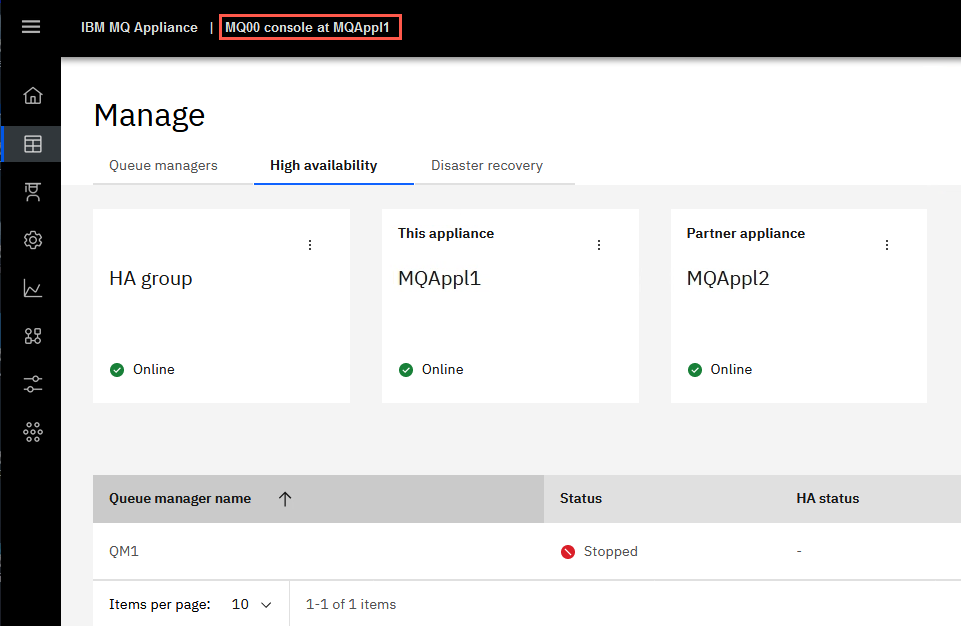 IBM MQ Appliance | MQ00 console at MQAppl1
Manage
Queue managers High availability Disaster recovery
HA group
Online
This appliance
MQAppl1
Online
Partner appliance
MQAppl2
Online
Queue manager name Status HA status
QM1 Stopped -
Items per page: 10 1-1 of 1 items